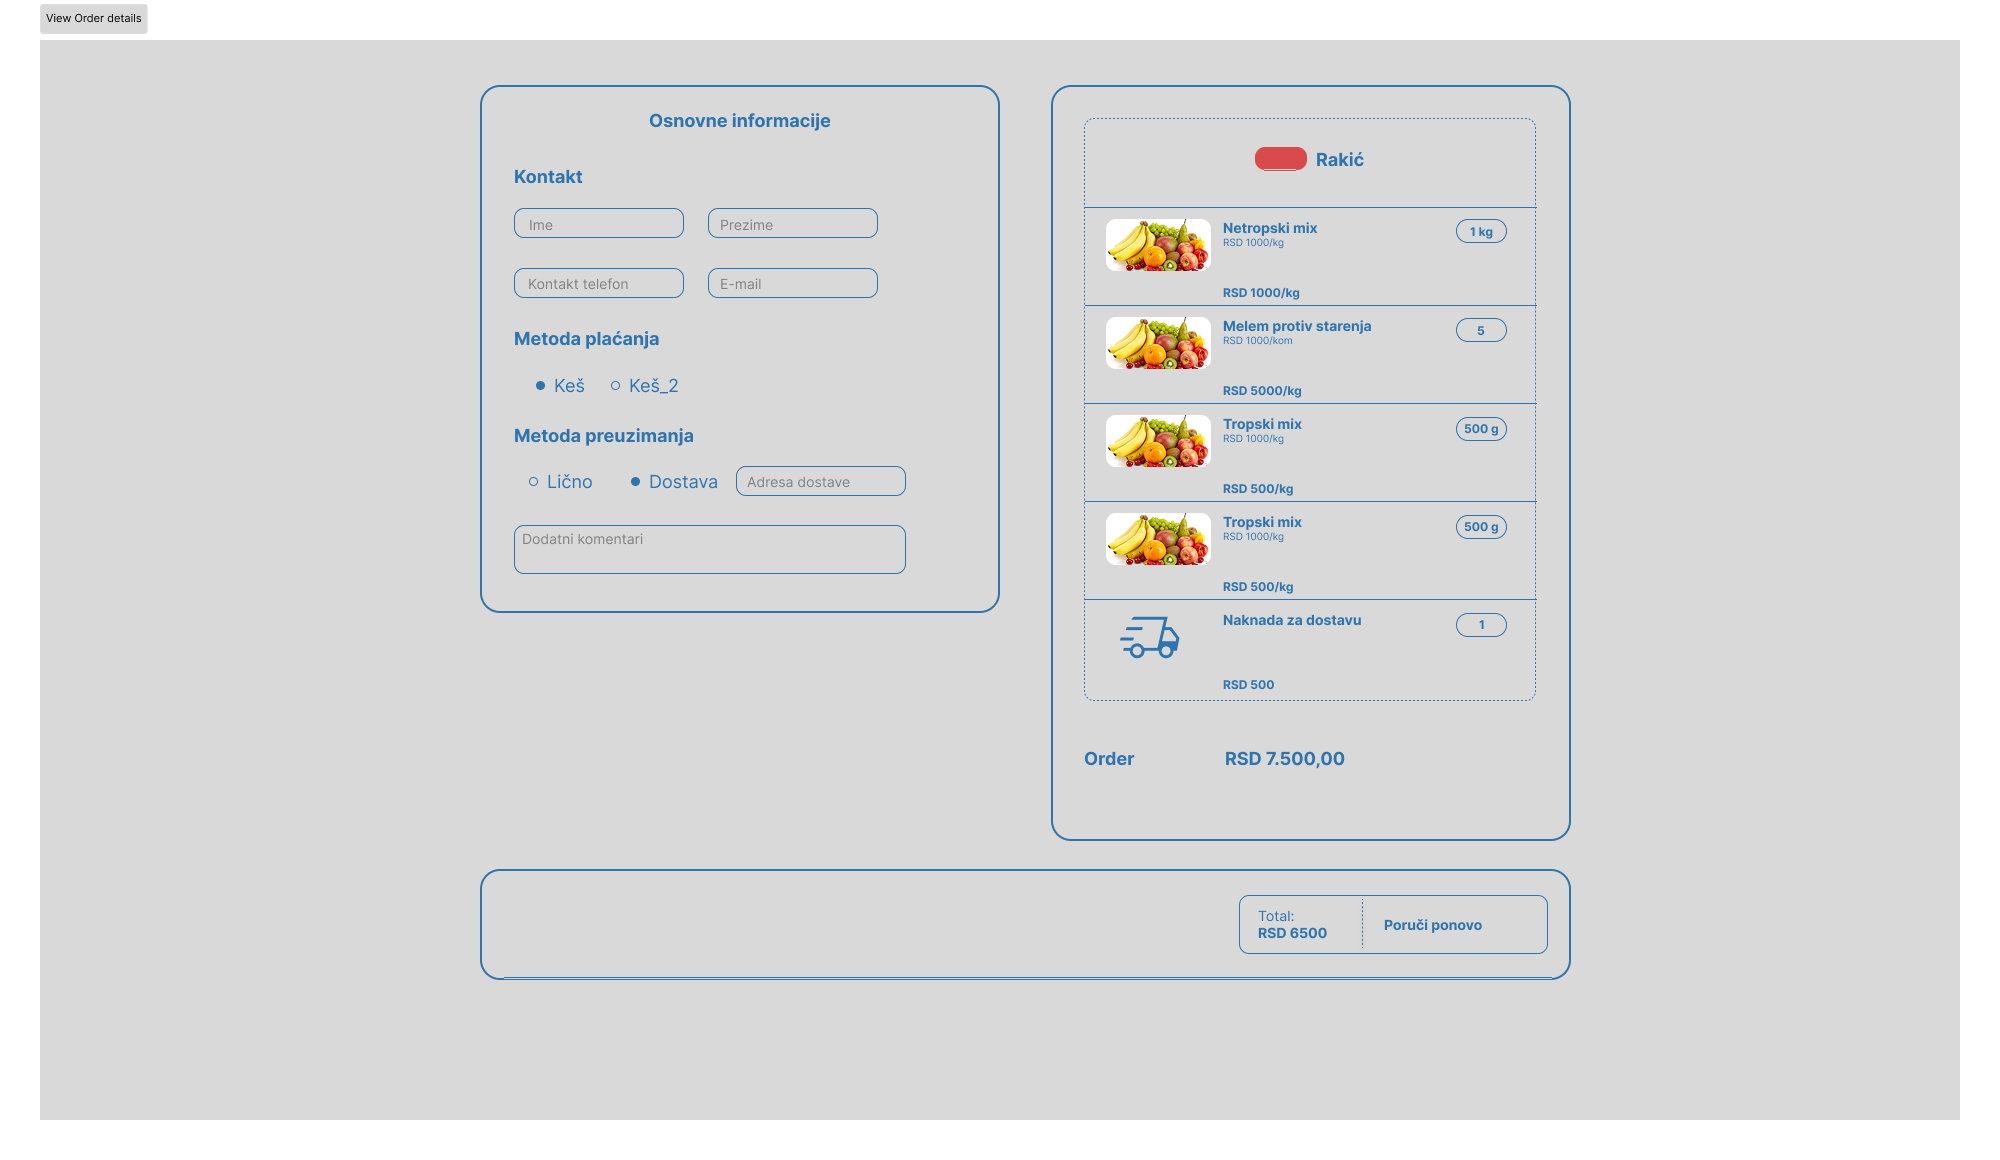 View Order details
Osnovne informacije
Kontakt
Ime
Prezime
Kontakt telefon
E-mail
Metoda plaćanja
Keš
Keš_2
Metoda preuzimanja
Lično
Dostava
Adresa dostave
Dodatni komentari
Rakić
Netropski mix
RSD 1000/kg
1 kg
RSD 1000/kg
Melem protiv starenja
RSD 1000/kom
5
RSD 5000/kg
Tropski mix
RSD 1000/kg
500 g
RSD 500/kg
Tropski mix
RSD 1000/kg
500 g
RSD 500/kg
Naknada za dostavu
1
RSD 500
Order
RSD 7.500,00
Total:
RSD 6500
Poruči ponovo